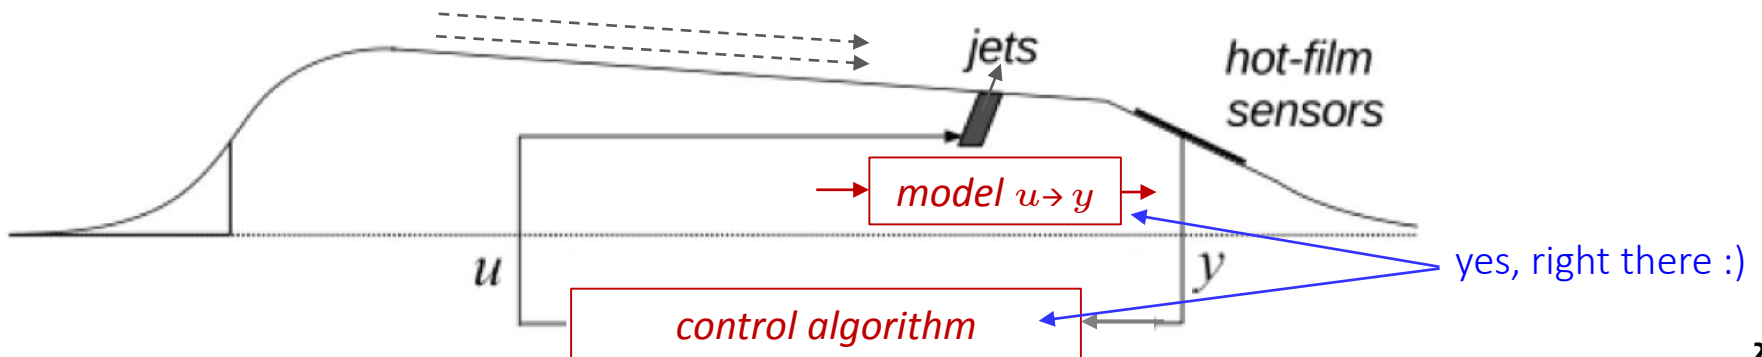 jets
hot-film
sensors
model u→ y
u
y
yes, right there :)
control algorithm